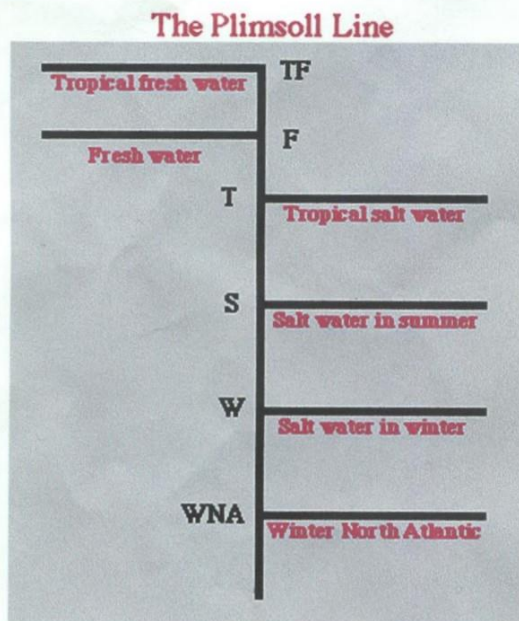 The Plimsoll Line
TF
Tropical fresh water
F
Fresh water
T
Tropical salt water
S
Salt water in summer
W
Salt water in winter
WNA
Winter North Atlantic